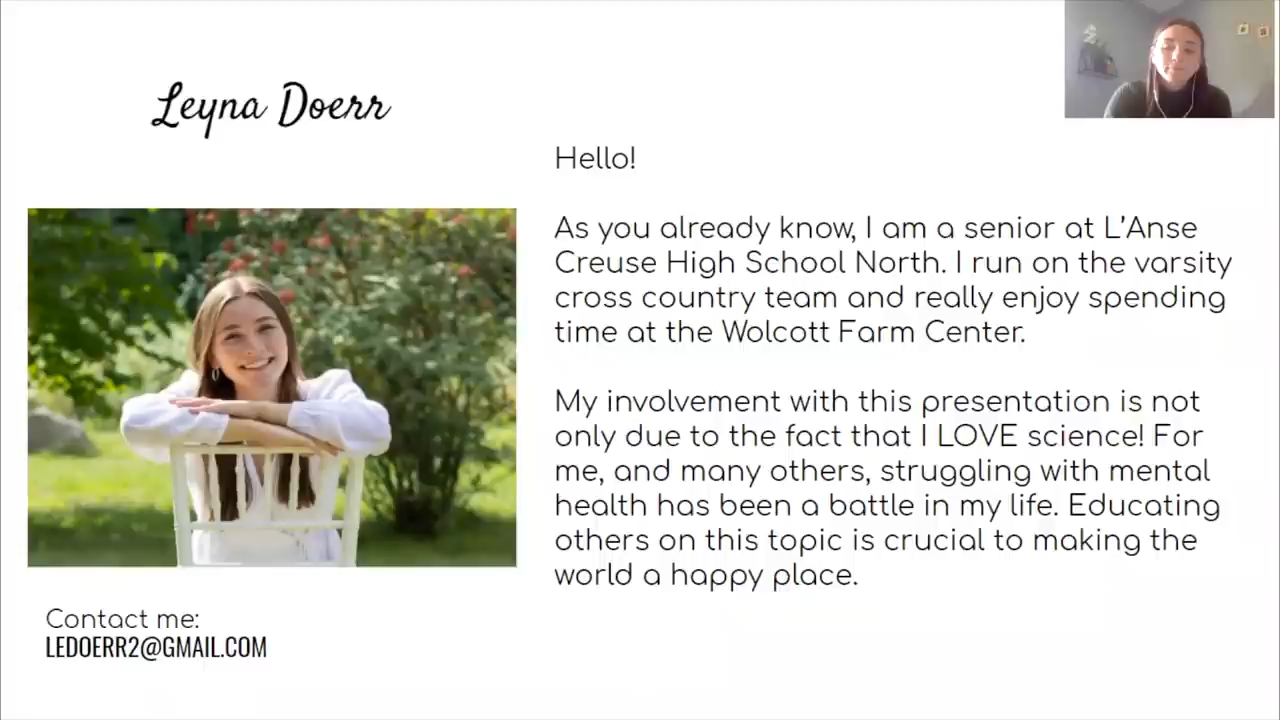 Leyna Doerr
Hello!
As you already know, I am a senior at L'Anse
Creuse High School North. I run on the varsity
cross country team and really enjoy spending
time at the Wolcott Farm Center.
My involvement with this presentation is not
only due to the fact that I LOVE science! For
me, and many others, struggling with mental
health has been a battle in my life. Educating
others on this topic is crucial to making the
world a happy place.
Contact me:
LEDOERR2@GMAIL.COM